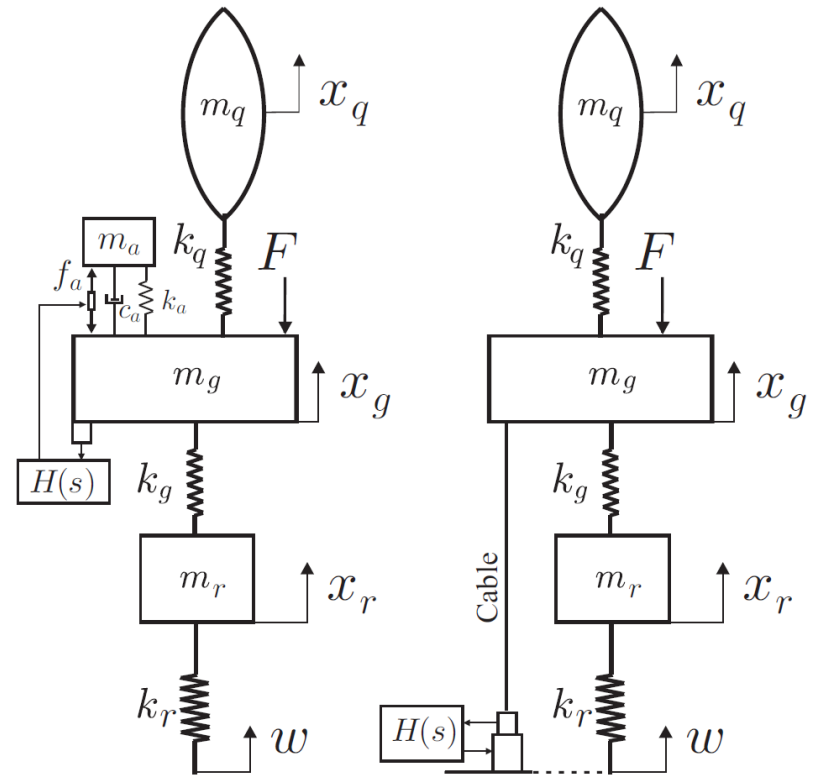 m_q
x_q
m_a
k_q
F
f_a
c_a
k_a
m_g
x_g
H(s)
k_g
m_r
x_r
k_r
w
m_q
x_q
k_q
F
m_g
x_g
k_g
Cable
m_r
x_r
H(s)
k_r
w